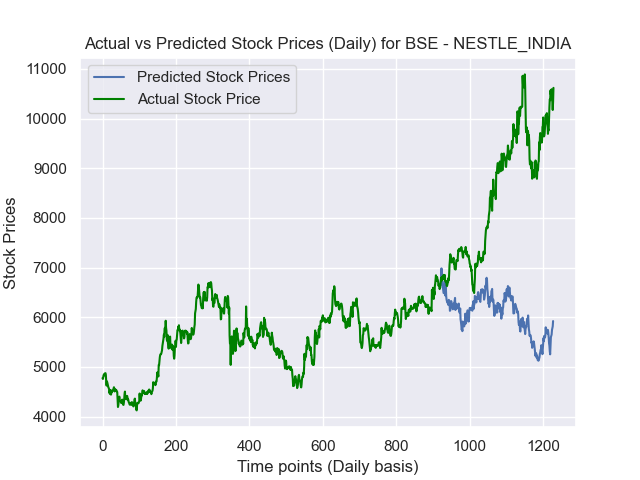 Actual vs Predicted Stock Prices (Daily) for BSE - NESTLE_INDIA
Predicted Stock Prices
Actual Stock Price
11000
10000
9000
8000
7000
6000
5000
4000
Stock Prices
0 200 400 600 800 1000 1200
Time points (Daily basis)